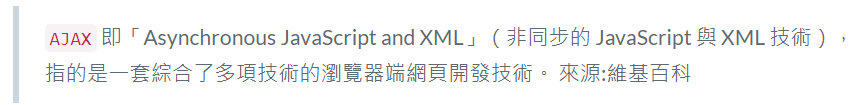 AJAX 即「Asynchronous JavaScript and XML」（非同步的 JavaScript 與 XML 技術），
指的是一套綜合了多項技術的瀏覽器端網頁開發技術。 來源:維基百科